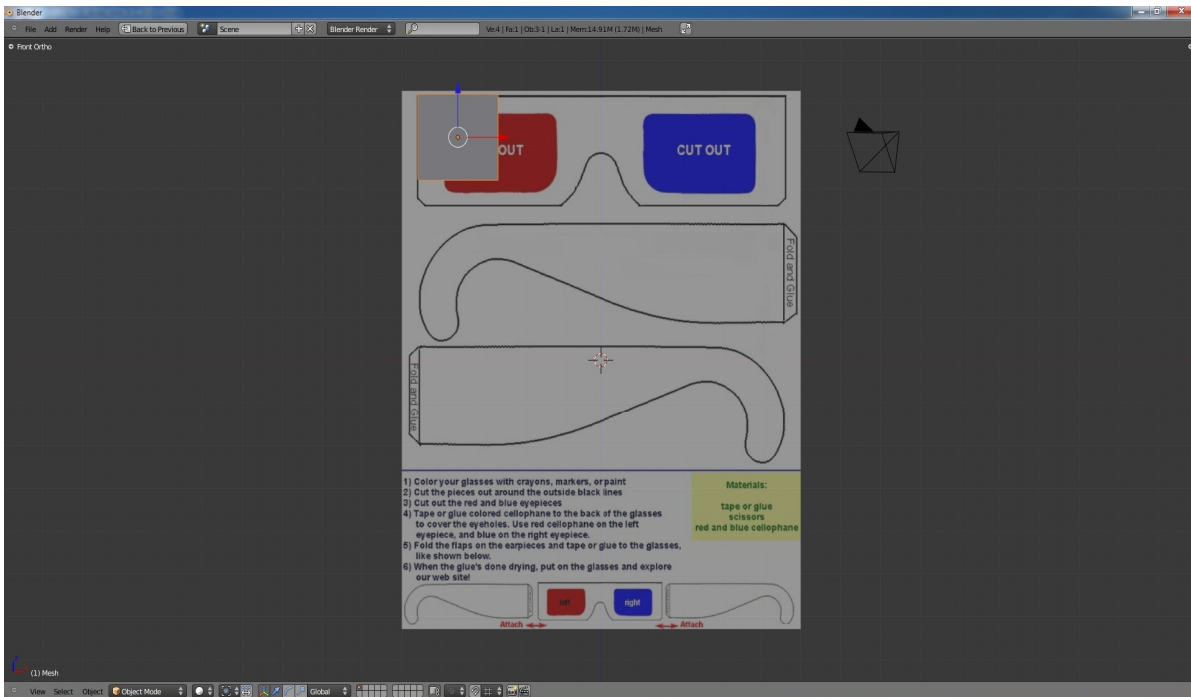 Blender
File Add Render Help Back to Previous Scene Blender Render Ve:4 | Fa:1 | Ob:3-1 | La:1 | Mem:14.91M (1.72M) | Mesh
Front Ortho
OUT
CUT OUT
Fold and Glue
Fold and Glue
1) Color your glasses with crayons, markers, or paint
2) Cut the pieces out around the outside black lines
3) Cut out the red and blue eyepieces
4) Tape or glue colored cellophane to the back of the glasses
to cover the eyeholes. Use red cellophane on the left
eyepiece, and blue on the right eyepiece.
5) Fold the flaps on the earpieces and tape or glue to the glasses,
like shown below.
6) When the glue's done drying, put on the glasses and explore
our web site!
Materials:
tape or glue
scissors
red and blue cellophane
left
right
Attach
Attach
(1) Mesh
View Select Object Object Mode Global